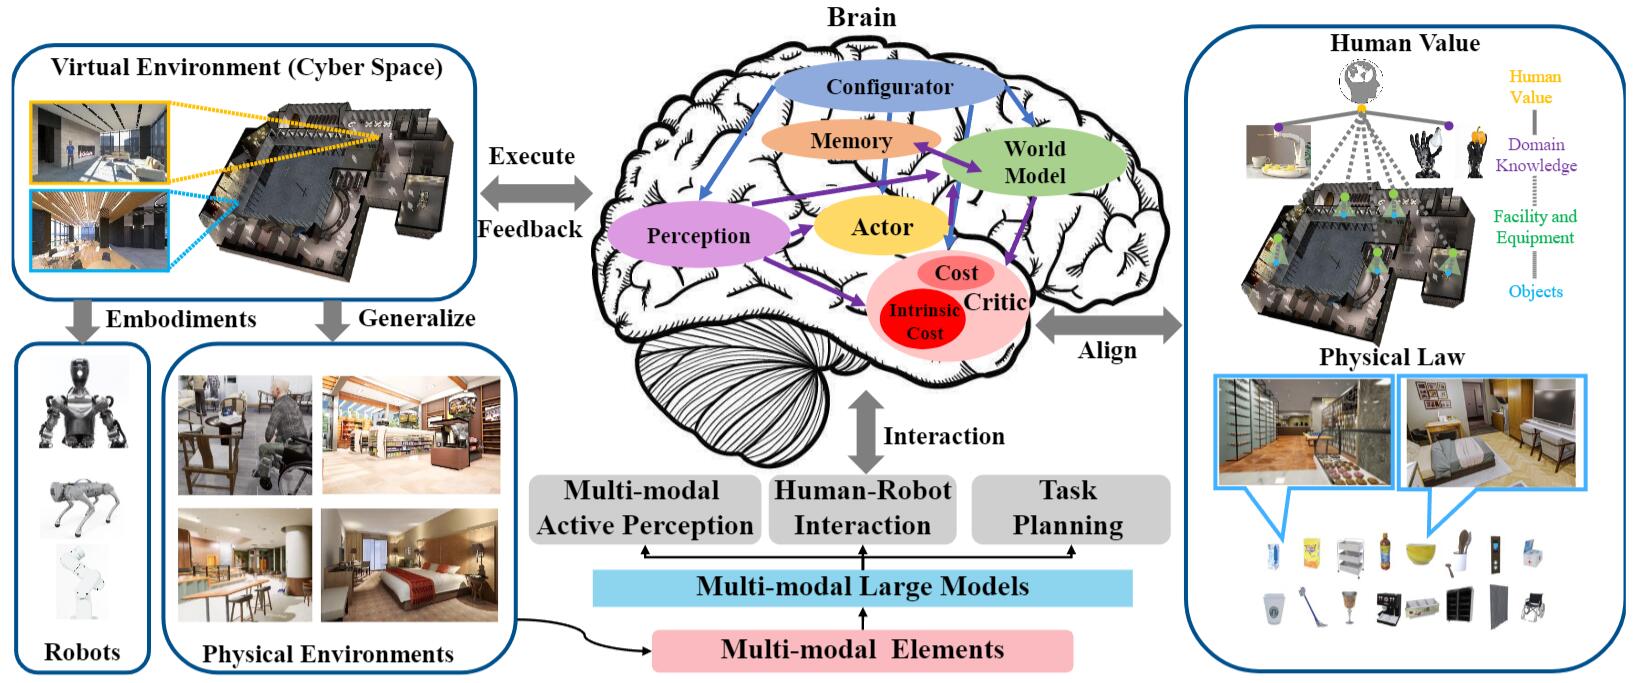 Brain
Virtual Environment (Cyber Space)
Execute
Feedback
Configurator
Memory
World
Model
Perception
Actor
Cost
Critic
Intrinsic
Cost
Human Value
Human
Value
Domain
Knowledge
Facility and
Equipment
Objects
Align
Physical Law
Embodiments
Generalize
Robots
Physical Environments
Interaction
Multi-modal
Active Perception
Human-Robot
Interaction
Task
Planning
Multi-modal Large Models
Multi-modal Elements